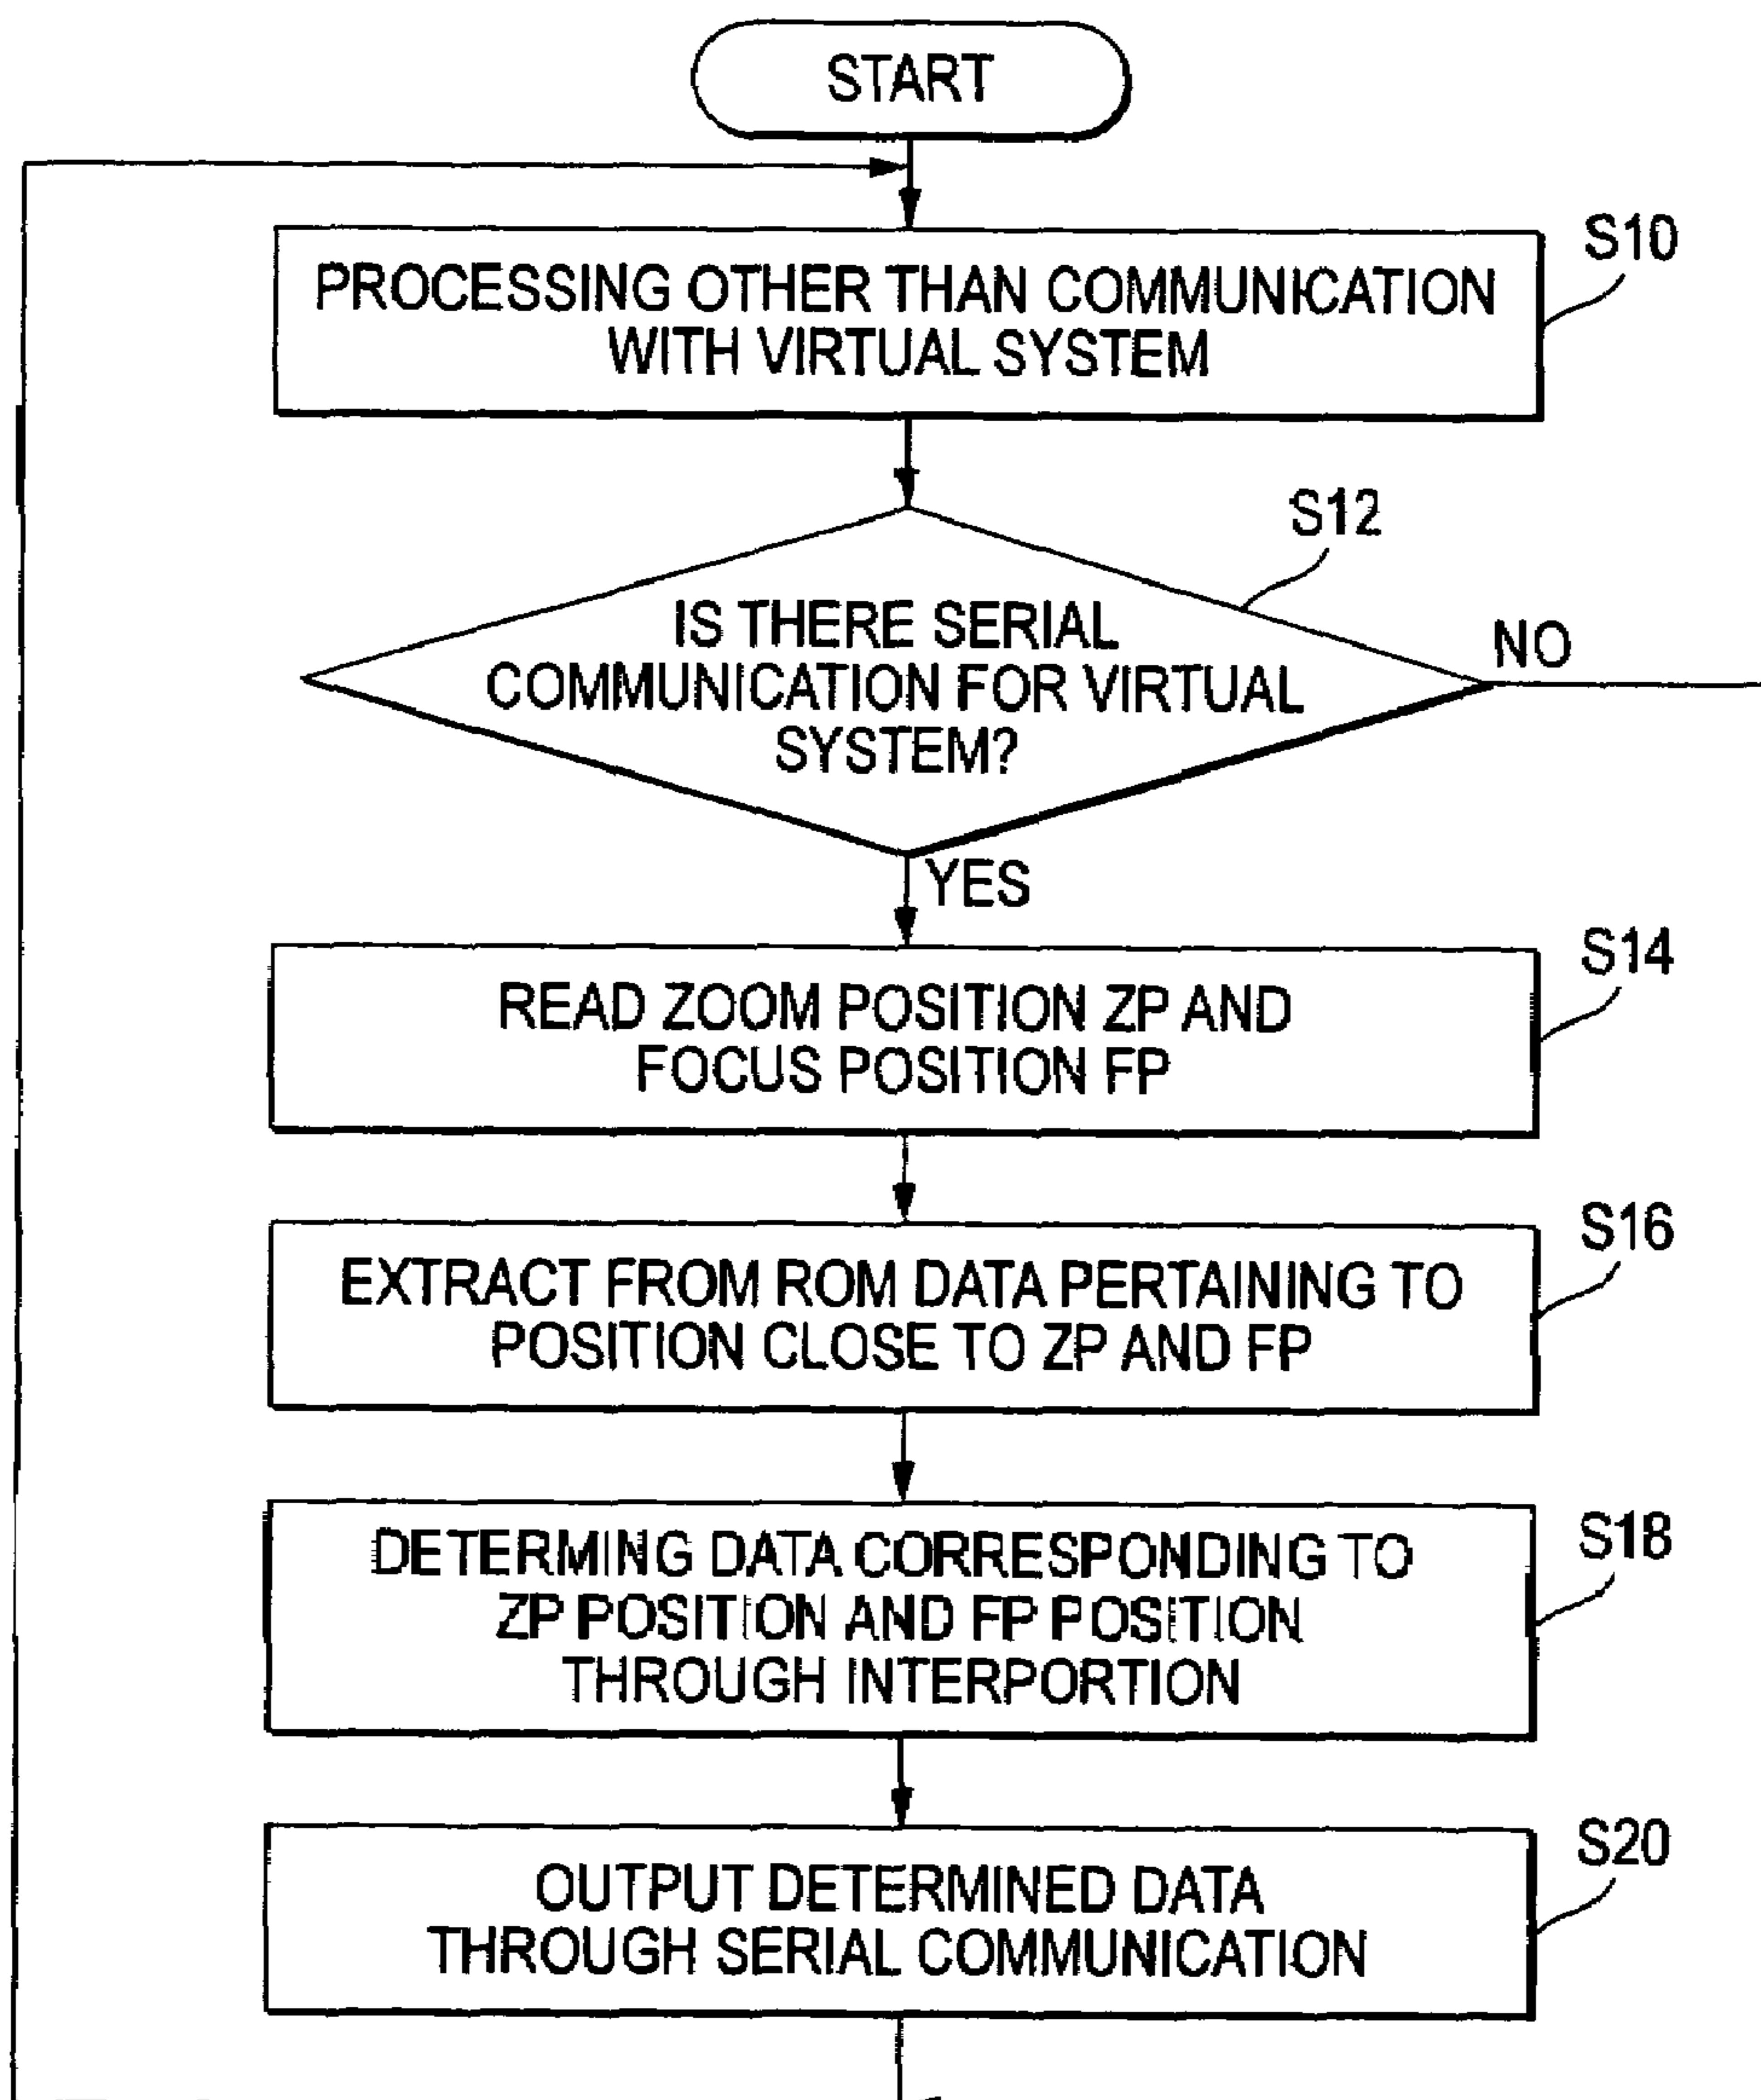 START
S10
PROCESSING OTHER THAN COMMUNICATION
WITH VIRTUAL SYSTEM
S12
IS THERE SERIAL
COMMUNICATION FOR VIRTUAL
SYSTEM?
NO
YES
S14
READ ZOOM POSITION ZP AND
FOCUS POSITION FP
S16
EXTRACT FROM ROM DATA PERTAINING TO
POSITION CLOSE TO ZP AND FP
S18
DETERMING DATA CORRESPONDING TO
ZP POSITION AND FP POSITION
THROUGH INTERPORTION
S20
OUTPUT DETERMINED DATA
THROUGH SERIAL COMMUNICATION